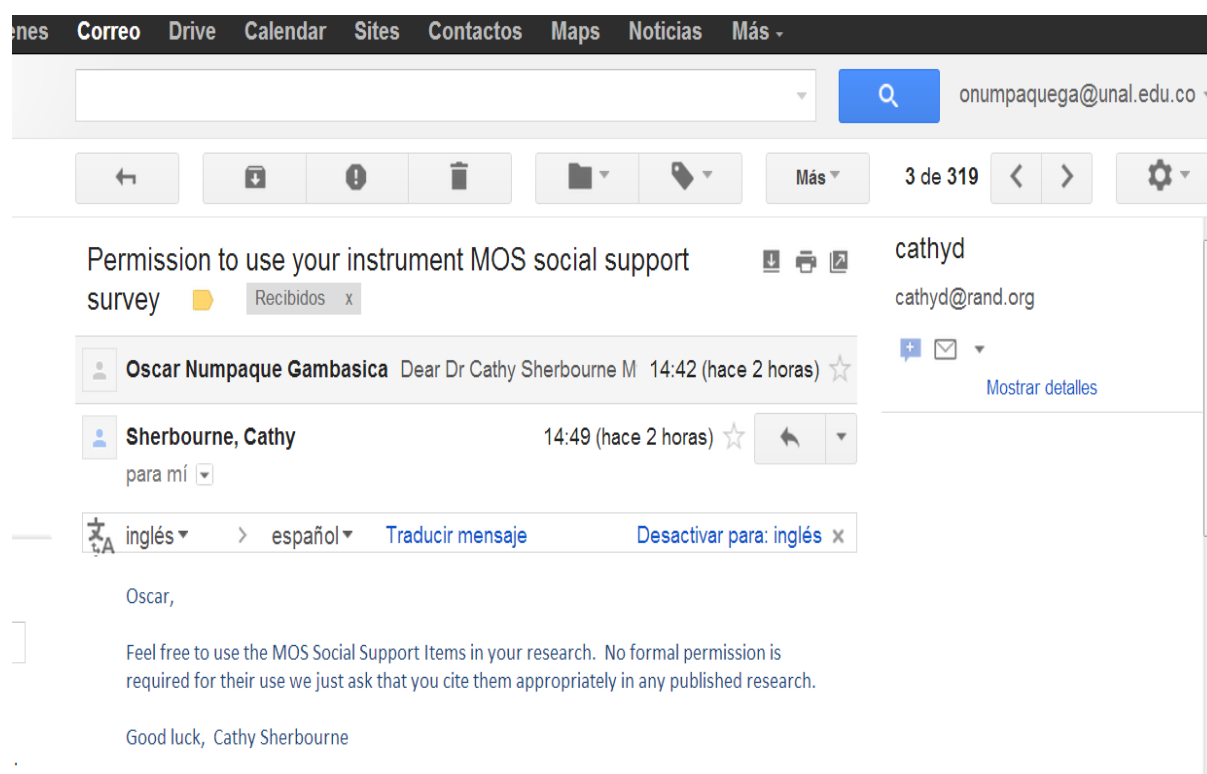 enes Correo Drive Calendar Sites Contactos Maps Noticias Más
onumpaquega@unal.edu.co
Más 3 de 319
Permission to use your instrument MOS social support
survey Recibidos x
cathyd
cathyd@rand.org
Mostrar detalles
Oscar Numpaque Gambasica Dear Dr Cathy Sherbourne M 14:42 (hace 2 horas)
Sherbourne, Cathy 14:49 (hace 2 horas)
para mí
inglés > español Traducir mensaje Desactivar para: inglés x
Oscar,
Feel free to use the MOS Social Support Items in your research. No formal permission is
required for their use we just ask that you cite them appropriately in any published research.
Good luck, Cathy Sherbourne